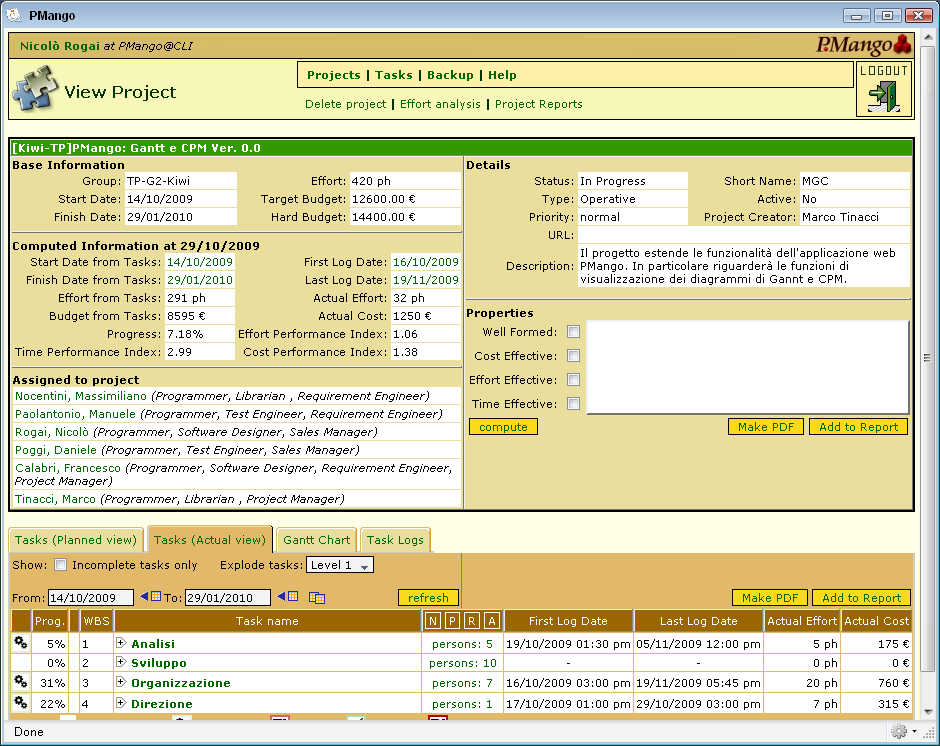 PMango
Nicolò Rogai at PMango@CLI
PMango
View Project
Projects | Tasks | Backup | Help
Delete project | Effort analysis | Project Reports
LOGOUT
[Kiwi-TP]PMango: Gantt e CPM Ver. 0.0
Base Information
Group: TP-G2-Kiwi Effort: 420 ph
Start Date: 14/10/2009 Target Budget: 12600.00 €
Finish Date: 29/01/2010 Hard Budget: 14400.00 €
Computed Information at 29/10/2009
Start Date from Tasks: 14/10/2009 First Log Date: 16/10/2009
Finish Date from Tasks: 29/01/2010 Last Log Date: 19/11/2009
Effort from Tasks: 291 ph Actual Effort: 32 ph
Budget from Tasks: 8595 € Actual Cost: 1250 €
Progress: 7.18% Effort Performance Index: 1.06
Time Performance Index: 2.99 Cost Performance Index: 1.38
Assigned to project
Nocentini, Massimiliano (Programmer, Librarian , Requirement Engineer)
Paolantonio, Manuele (Programmer, Test Engineer, Requirement Engineer)
Rogai, Nicolò (Programmer, Software Designer, Sales Manager)
Poggi, Daniele (Programmer, Test Engineer, Sales Manager)
Calabri, Francesco (Programmer, Software Designer, Requirement Engineer,
Project Manager)
Tinacci, Marco (Programmer, Librarian , Project Manager)
Details
Status: In Progress Short Name: MGC
Type: Operative Active: No
Priority: normal Project Creator: Marco Tinacci
URL:
Description: Il progetto estende le funzionalità dell'applicazione web
PMango. In particolare riguarderà le funzioni di
visualizzazione dei diagrammi di Gannt e CPM.
Properties
Well Formed:
Cost Effective:
Effort Effective:
Time Effective:
compute Make PDF Add to Report
Tasks (Planned view) Tasks (Actual view) Gantt Chart Task Logs
Show: Incomplete tasks only Explode tasks: Level 1
From: 14/10/2009 To: 29/01/2010 refresh Make PDF Add to Report
Prog. WBS Task name N P R A First Log Date Last Log Date Actual Effort Actual Cost
5% 1 Analisi persons: 5 19/10/2009 01:30 pm 05/11/2009 12:00 pm 5 ph 175 €
0% 2 Sviluppo persons: 10 - - 0 ph 0 €
31% 3 Organizzazione persons: 7 16/10/2009 03:00 pm 19/11/2009 05:45 pm 20 ph 760 €
22% 4 Direzione persons: 1 17/10/2009 01:00 pm 29/10/2009 03:00 pm 7 ph 315 €
Done